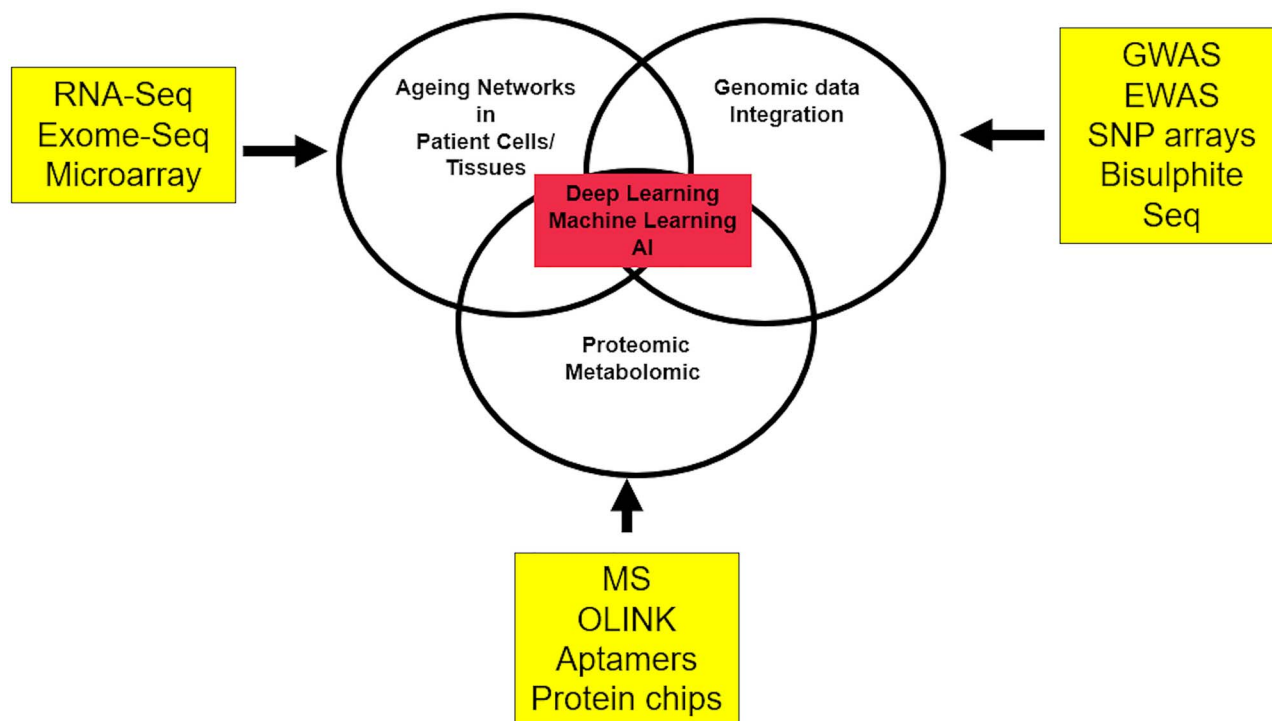 RNA-Seq
Exome-Seq
Microarray
Ageing Networks
in
Patient Cells/
Tissues
Genomic data
Integration
GWAS
EWAS
SNP arrays
Bisulphite
Seq
Deep Learning
Machine Learning
AI
Proteomic
Metabolomic
MS
OLINK
Aptamers
Protein chips